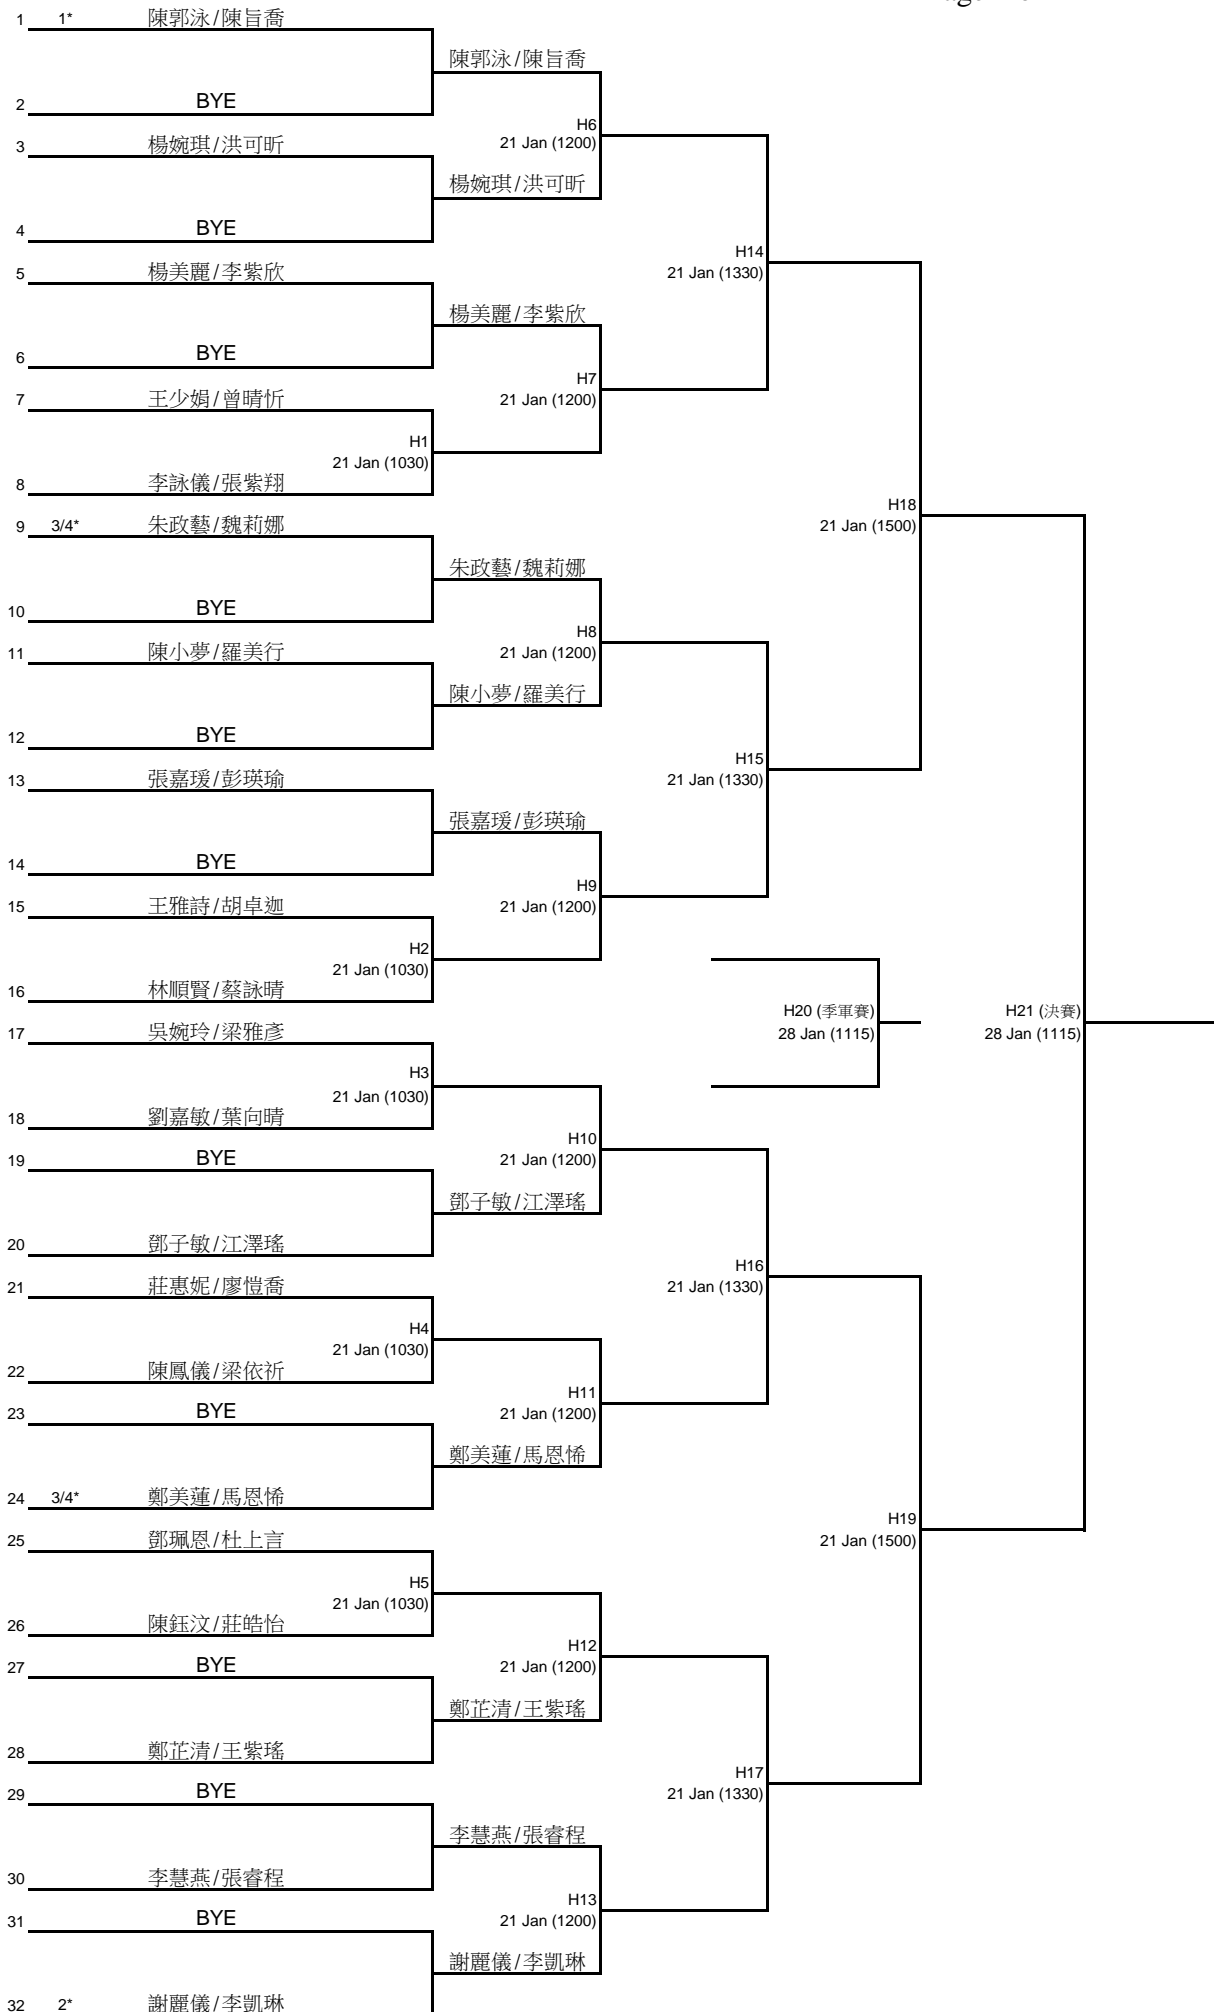 1 1* 陳郭泳/陳旨喬
陳郭泳/陳旨喬
2 BYE
H6
21 Jan (1200)
3 楊婉琪/洪可昕
楊婉琪/洪可昕
4 BYE
H14
21 Jan (1330)
5 楊美麗/李紫欣
楊美麗/李紫欣
6 BYE
H7
21 Jan (1200)
7 王少娟/曾晴忻
H1
21 Jan (1030)
8 李詠儀/張紫翔
H18
21 Jan (1500)
9 3/4* 朱政藝/魏莉娜
朱政藝/魏莉娜
10 BYE
H8
21 Jan (1200)
11 陳小夢/羅美行
陳小夢/羅美行
12 BYE
H15
21 Jan (1330)
13 張嘉瑗/彭瑛瑜
張嘉瑗/彭瑛瑜
14 BYE
H9
21 Jan (1200)
15 王雅詩/胡卓迦
H2
21 Jan (1030)
16 林順賢/蔡詠晴
H20 (季軍賽)
28 Jan (1115)
H21 (決賽)
28 Jan (1115)
17 吳婉玲/梁雅彥
H3
21 Jan (1030)
18 劉嘉敏/葉向晴
H10
21 Jan (1200)
19 BYE
鄧子敏/江澤瑤
20 鄧子敏/江澤瑤
H16
21 Jan (1330)
21 莊惠妮/廖愷喬
H4
21 Jan (1030)
22 陳鳳儀/梁依祈
H11
21 Jan (1200)
23 BYE
鄭美蓮/馬恩悕
24 3/4* 鄭美蓮/馬恩悕
H19
21 Jan (1500)
25 鄧珮恩/杜上言
H5
21 Jan (1030)
26 陳鈺汶/莊皓怡
H12
21 Jan (1200)
27 BYE
鄭芷清/王紫瑤
28 鄭芷清/王紫瑤
H17
21 Jan (1330)
29 BYE
李慧燕/張睿程
30 李慧燕/張睿程
H13
21 Jan (1200)
31 BYE
謝麗儀/李凱琳
32 2* 謝麗儀/李凱琳